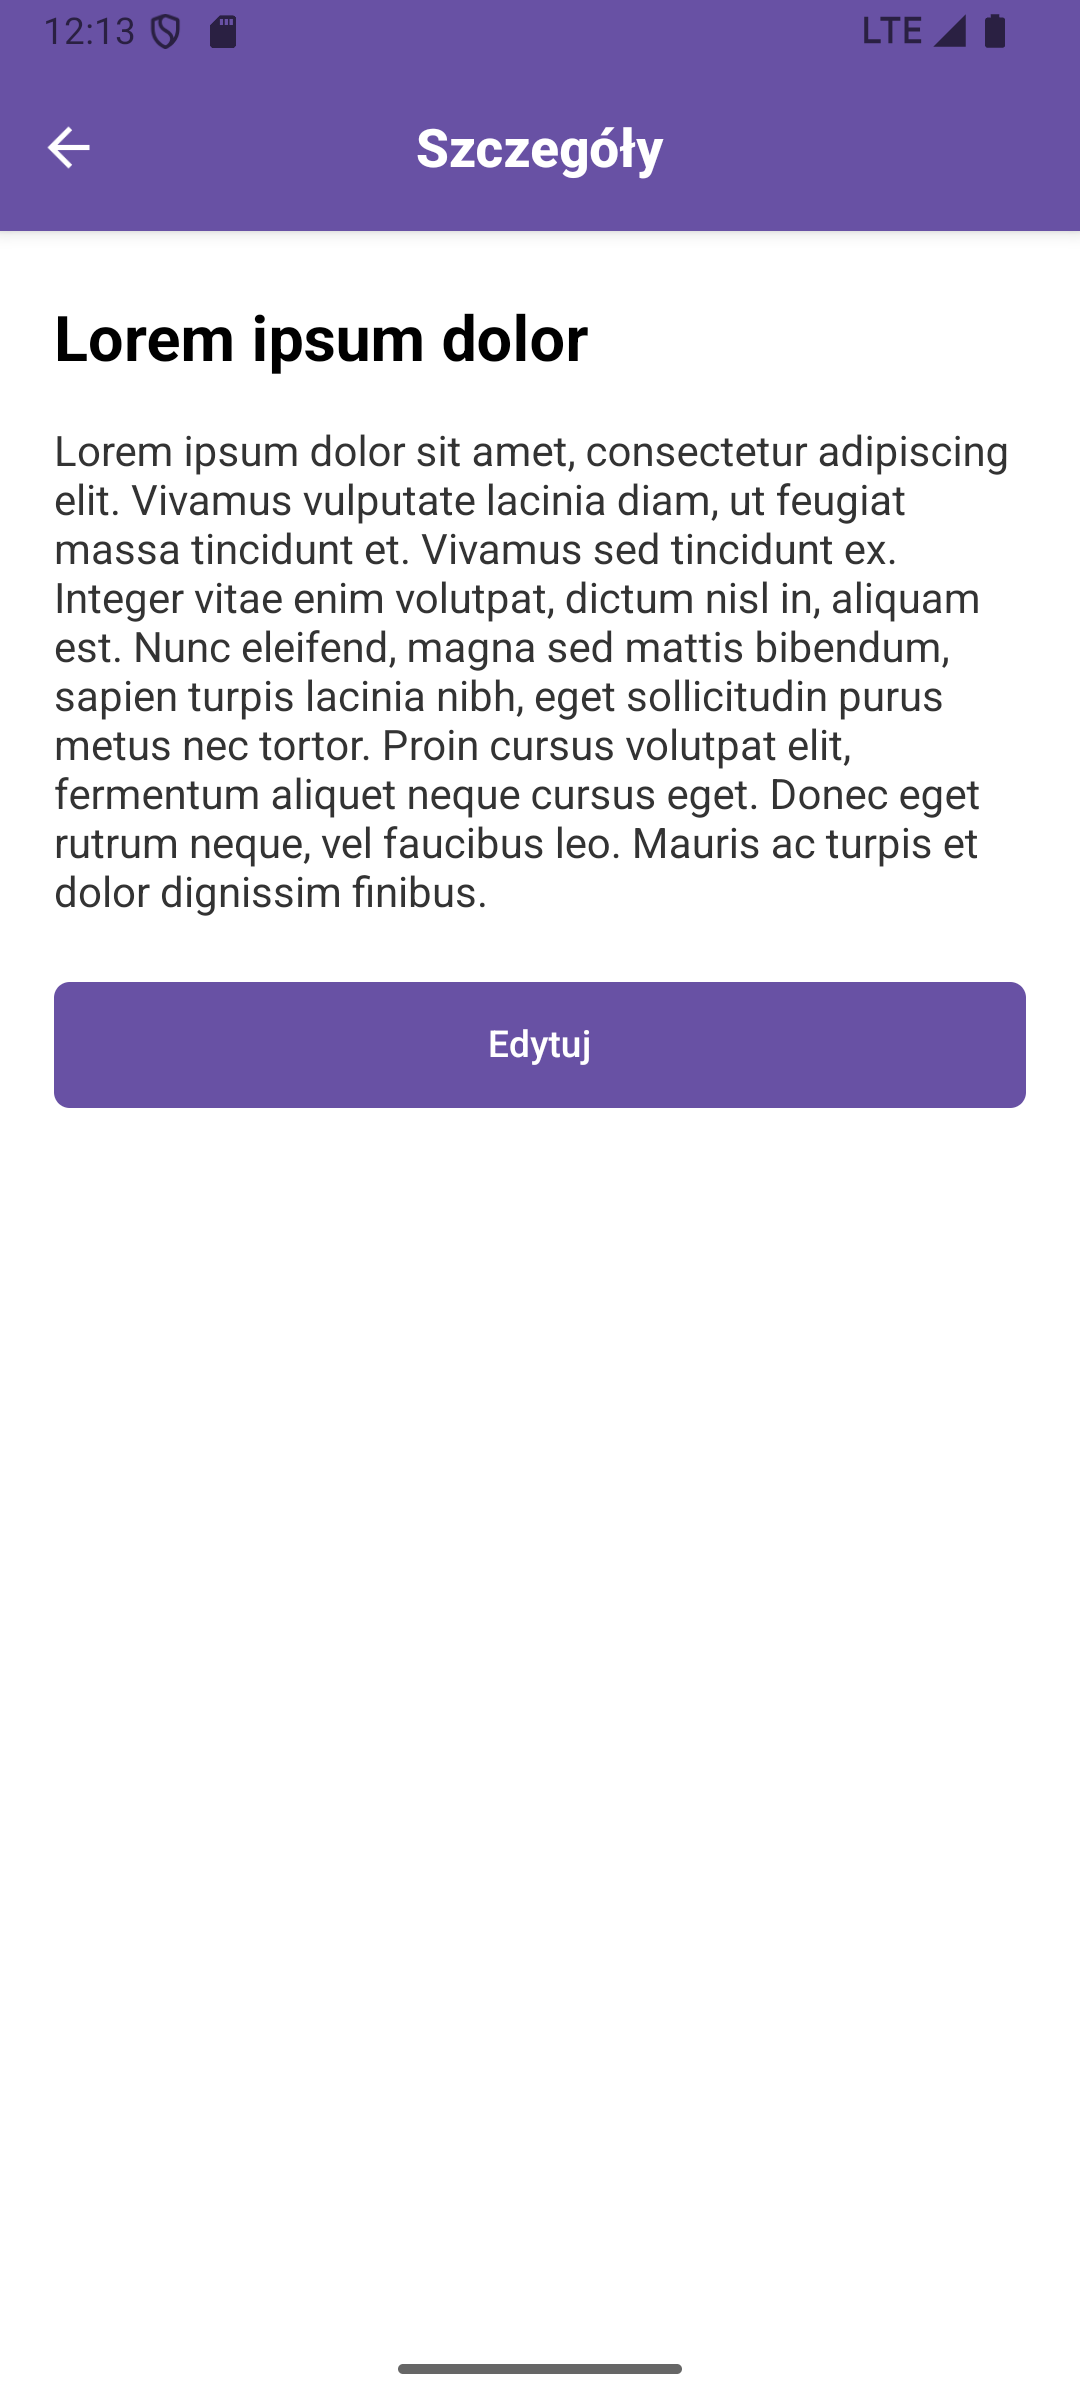 12:13
LTE
Szczegóły
Lorem ipsum dolor
Lorem ipsum dolor sit amet, consectetur adipiscing
elit. Vivamus vulputate lacinia diam, ut feugiat
massa tincidunt et. Vivamus sed tincidunt ex.
Integer vitae enim volutpat, dictum nisl in, aliquam
est. Nunc eleifend, magna sed mattis bibendum,
sapien turpis lacinia nibh, eget sollicitudin purus
metus nec tortor. Proin cursus volutpat elit,
fermentum aliquet neque cursus eget. Donec eget
rutrum neque, vel faucibus leo. Mauris ac turpis et
dolor dignissim finibus.
Edytuj